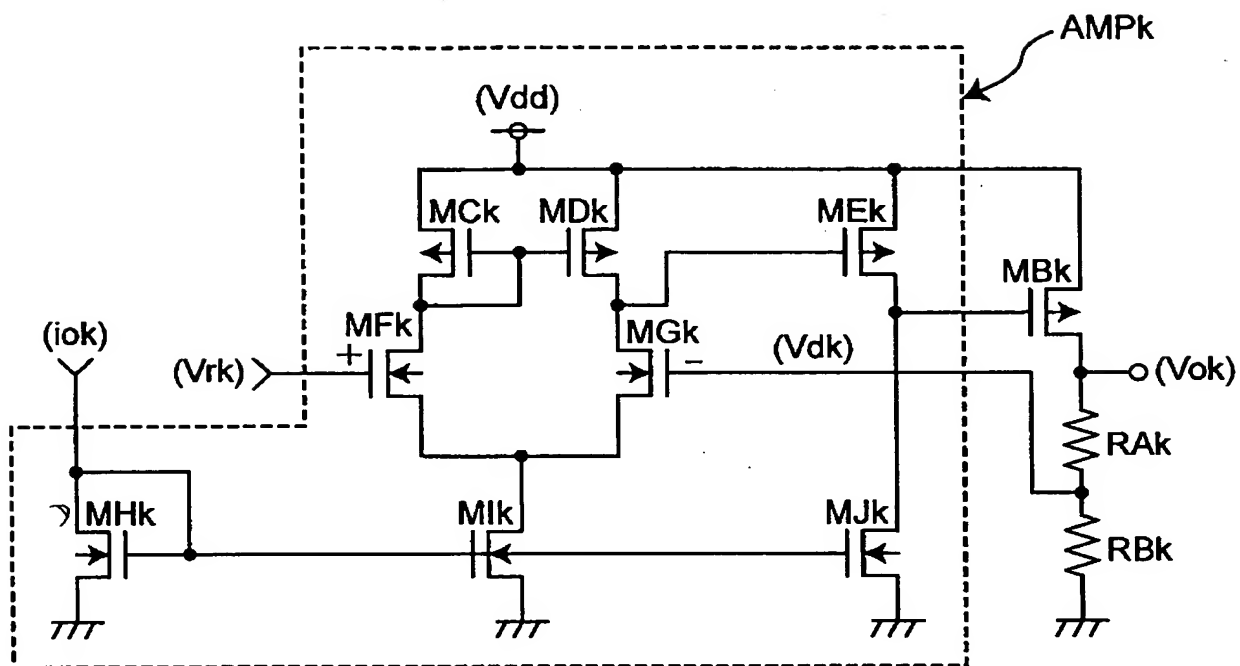 AMPk
(Vdd)
MCk
MDk
MEk
MBk
(iok)
MFk
MGk
(Vrk)
+
−
(Vdk)
(Vok)
RAk
MHk
MIk
MJk
RBk